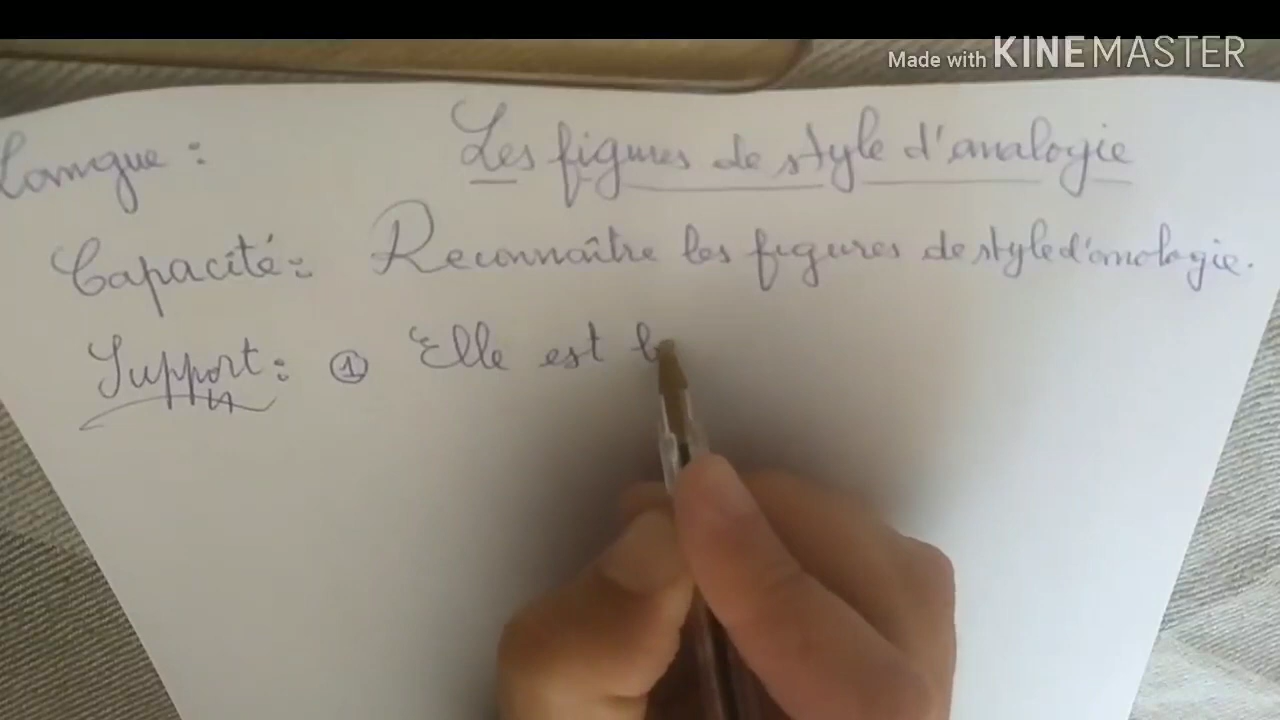 Made with KINEMASTER
Langue : Les figures de style d'analogie
Capacité : Reconnaître les figures de style d'analogie.
Support : ① Elle est